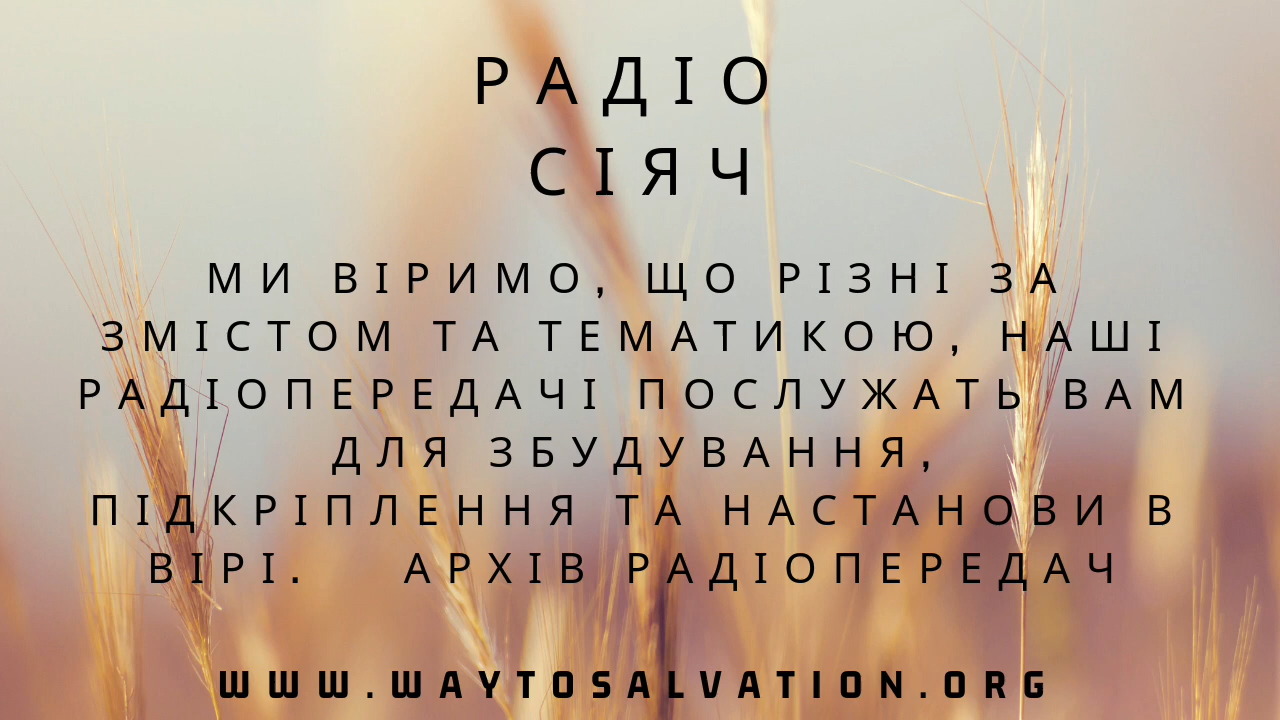 РАДІО
СІЯЧ
МИ ВІРИМО, ЩО РІЗНІ ЗА
ЗМІСТОМ ТА ТЕМАТИКОЮ, НАШІ
РАДІОПЕРЕДАЧІ ПОСЛУЖАТЬ ВАМ
ДЛЯ ЗБУДУВАННЯ,
ПІДКРІПЛЕННЯ ТА НАСТАНОВИ В
ВІРІ. АРХІВ РАДІОПЕРЕДАЧ
WWW.WAYTOSALVATION.ORG